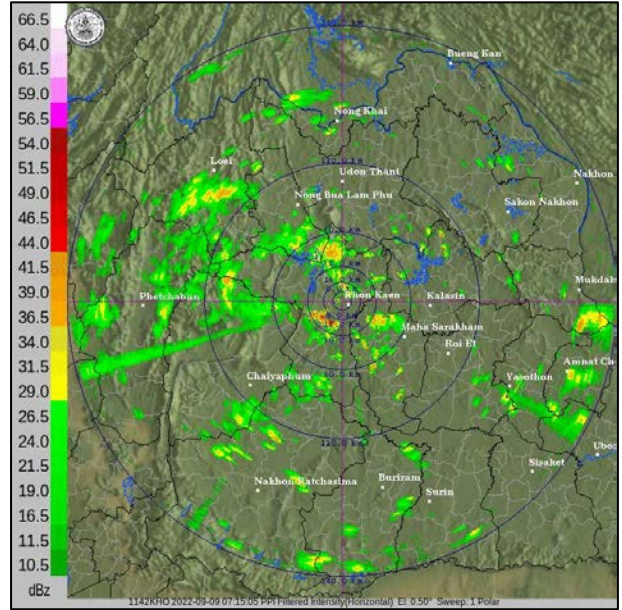 66.5
64.0
61.5
59.0
56.5
54.0
51.5
49.0
46.5
44.0
41.5
39.0
36.5
34.0
31.5
29.0
26.5
24.0
21.5
19.0
16.5
13.5
10.5
dBz
Bueng Kan
Nong Khai
Loei
Udon Thani
Nakhon
Nong Bua Lam Phu
Sakon Nakhon
Mukdah
Phetchabun
Khon Kaen
Kalasin
Maha Sarakham
Roi Et
Amnat Ch
Yasothon
Chaiyaphum
Ubo
Sisaket
Nakhon Ratchasima
Buriram
Surin
1142KHO 2022-09-09 07:15:05 PPI Filtered Intensity(Horizontal) El: 0.50° Sweep: 1 Polar